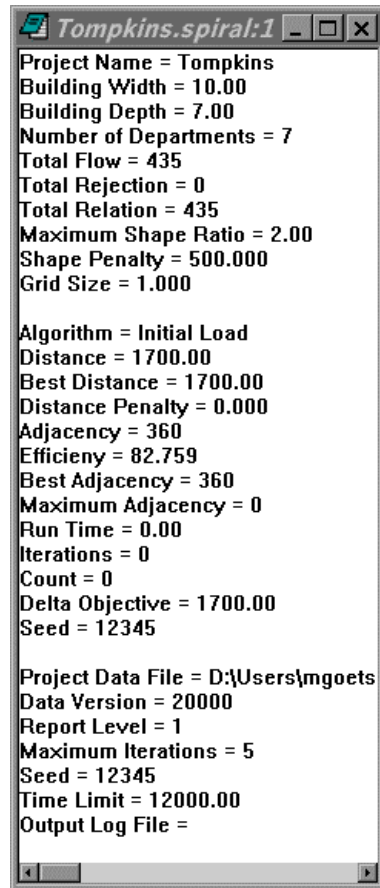 Tompkins.spiral:1
Project Name = Tompkins
Building Width = 10.00
Building Depth = 7.00
Number of Departments = 7
Total Flow = 435
Total Rejection = 0
Total Relation = 435
Maximum Shape Ratio = 2.00
Shape Penalty = 500.000
Grid Size = 1.000
Algorithm = Initial Load
Distance = 1700.00
Best Distance = 1700.00
Distance Penalty = 0.000
Adjacency = 360
Efficieny = 82.759
Best Adjacency = 360
Maximum Adjacency = 0
Run Time = 0.00
Iterations = 0
Count = 0
Delta Objective = 1700.00
Seed = 12345
Project Data File = D:\Users\mgoets
Data Version = 20000
Report Level = 1
Maximum Iterations = 5
Seed = 12345
Time Limit = 12000.00
Output Log File =